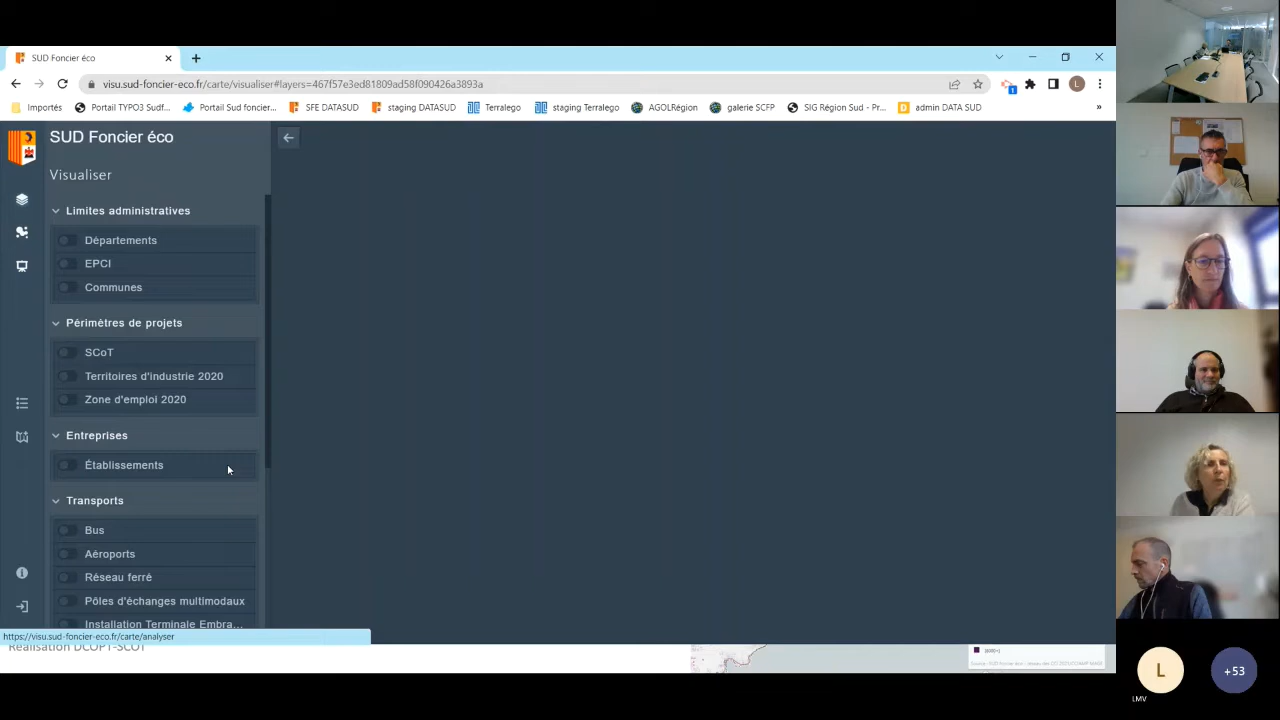 SUD Foncier éco
visu.sud-foncier-eco.fr/carte/visualiser#layers=467f57e3ed81809ad58f090426a3893a
L
Importés
Portail TYPO3 Sudf...
Portail Sud foncier...
SFE DATASUD
staging DATASUD
Terralego
staging Terralego
AGOLRégion
galerie SCFP
SIG Région Sud - Pr...
admin DATA SUD
»
SUD Foncier éco
Visualiser
Limites administratives
Départements
EPCI
Communes
Périmètres de projets
SCoT
Territoires d'industrie 2020
Zone d'emploi 2020
Entreprises
Établissements
Transports
Bus
Aéroports
Réseau ferré
Pôles d'échanges multimodaux
Installation Terminale Embra...
https://visu.sud-foncier-eco.fr/carte/analyser
Réalisation DCOPT-SCOT
L
+53
LMV